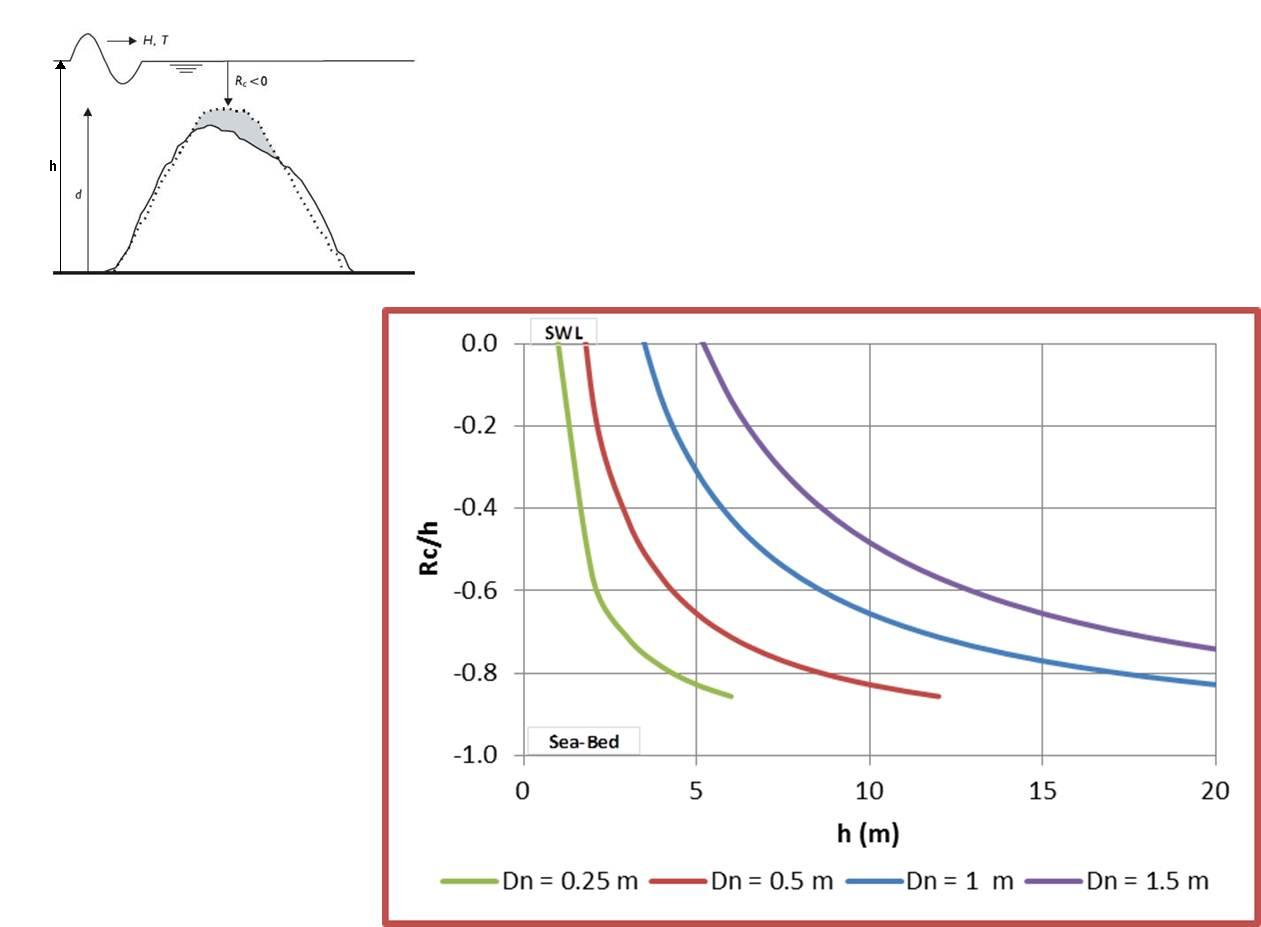 H, T
Rc<0
h
d
SWL
0.0
-0.2
-0.4
-0.6
-0.8
-1.0
Rc/h
Sea-Bed
0 5 10 15 20
h (m)
Dn = 0.25 m Dn = 0.5 m Dn = 1 m Dn = 1.5 m